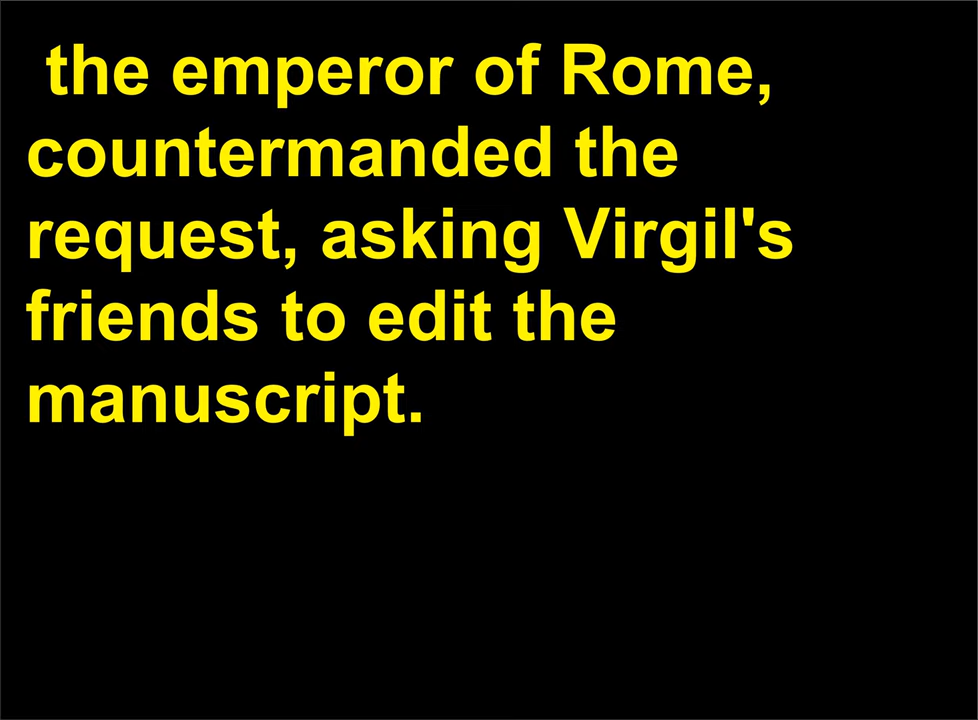 the emperor of Rome,
countermanded the
request, asking Virgil's
friends to edit the
manuscript.